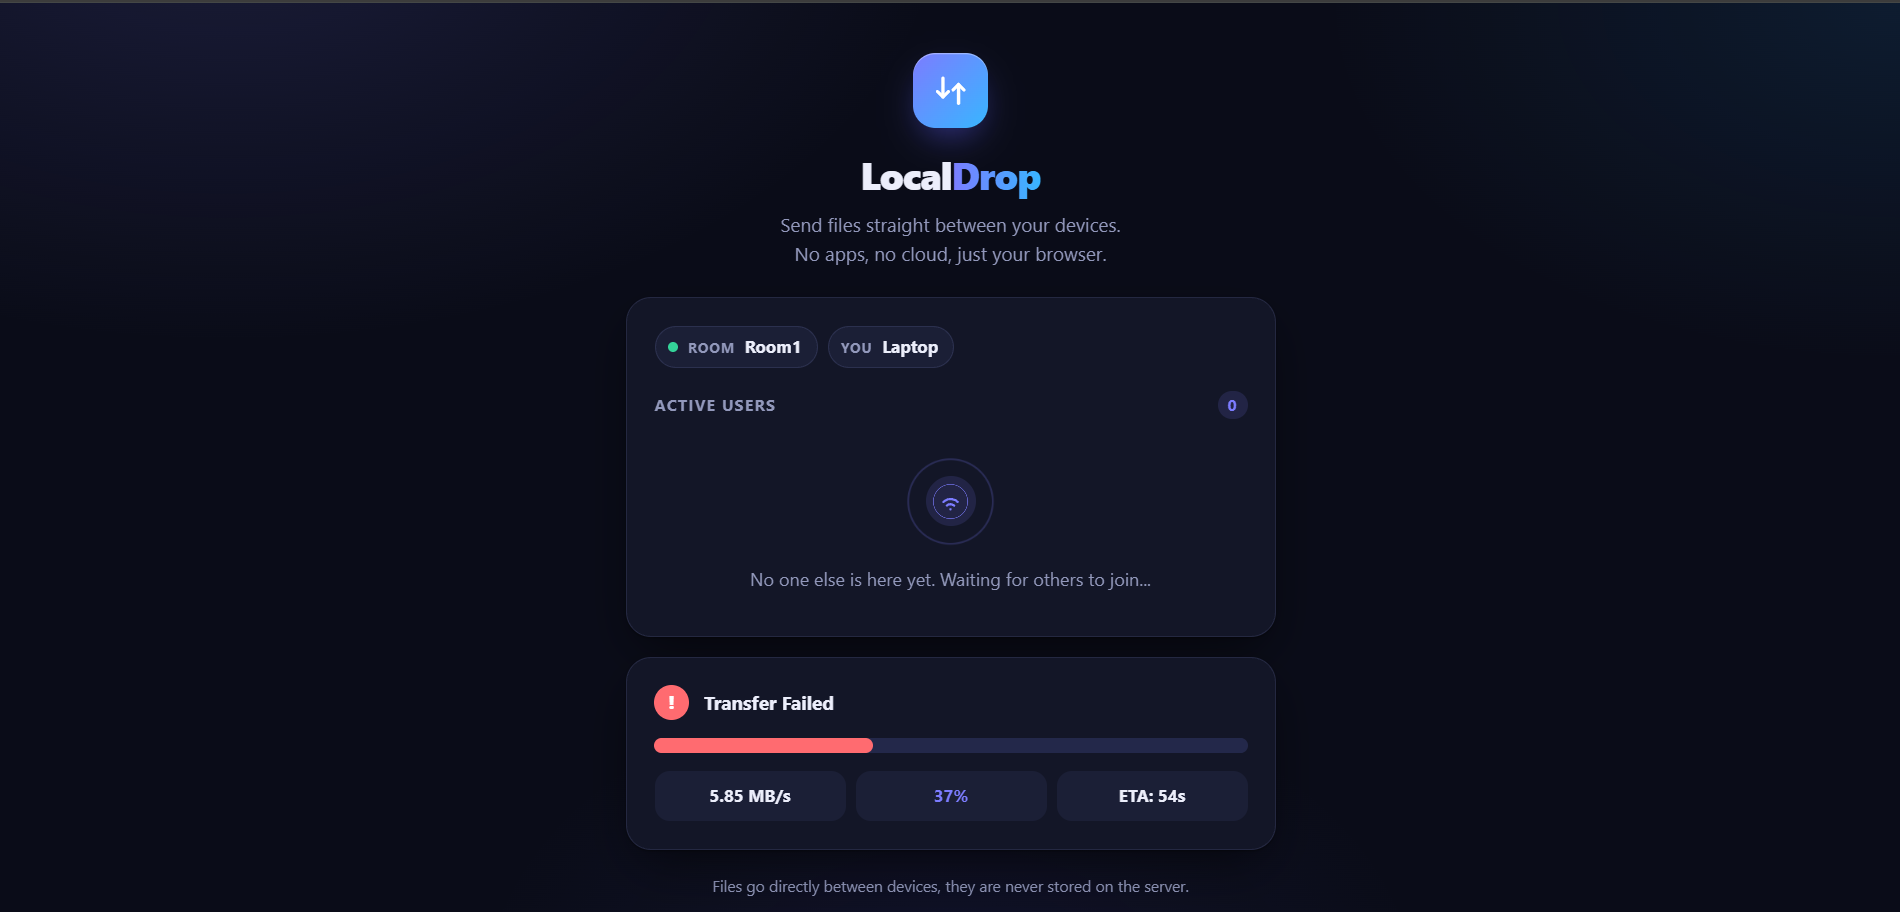 LocalDrop
Send files straight between your devices.
No apps, no cloud, just your browser.
ROOM Room1 YOU Laptop
ACTIVE USERS 0
No one else is here yet. Waiting for others to join...
! Transfer Failed
5.85 MB/s 37% ETA: 54s
Files go directly between devices, they are never stored on the server.